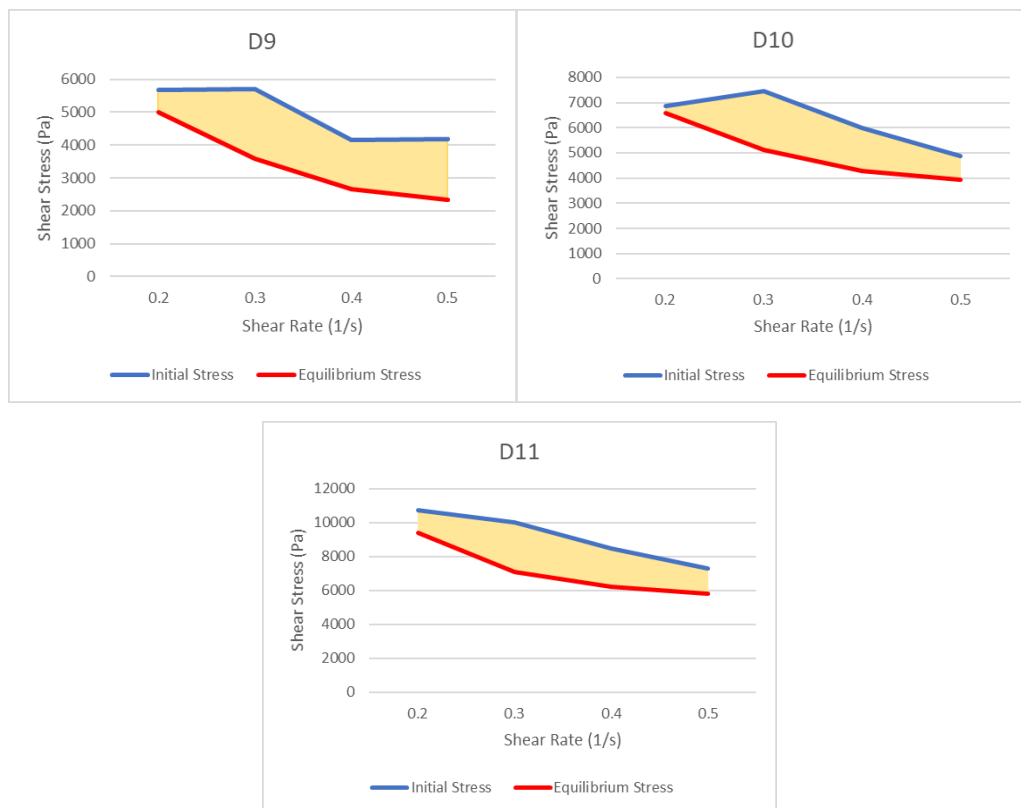 D9
6000
5000
4000
3000
2000
1000
0
Shear Stress (Pa)
0.2 0.3 0.4 0.5
Shear Rate (1/s)
Initial Stress Equilibrium Stress
D10
8000
7000
6000
5000
4000
3000
2000
1000
0
Shear Stress (Pa)
0.2 0.3 0.4 0.5
Shear Rate (1/s)
Initial Stress Equilibrium Stress
D11
12000
10000
8000
6000
4000
2000
0
Shear Stress (Pa)
0.2 0.3 0.4 0.5
Shear Rate (1/s)
Initial Stress Equilibrium Stress